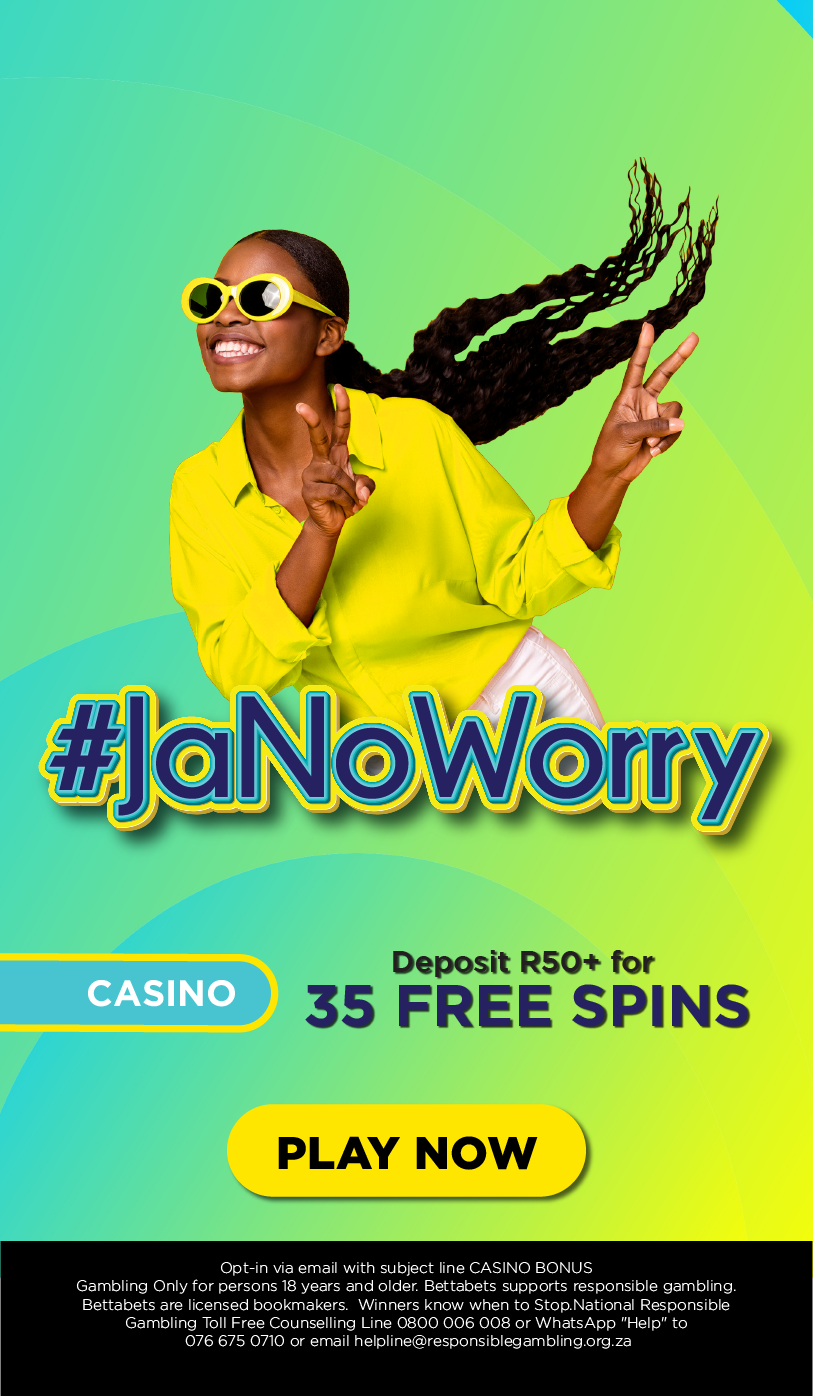 #JaNoWorry
CASINO
Deposit R50+ for
35 FREE SPINS
PLAY NOW
Opt-in via email with subject line CASINO BONUS
Gambling Only for persons 18 years and older. Bettabets supports responsible gambling.
Bettabets are licensed bookmakers.  Winners know when to Stop.National Responsible
Gambling Toll Free Counselling Line 0800 006 008 or WhatsApp "Help" to
076 675 0710 or email helpline@responsiblegambling.org.za